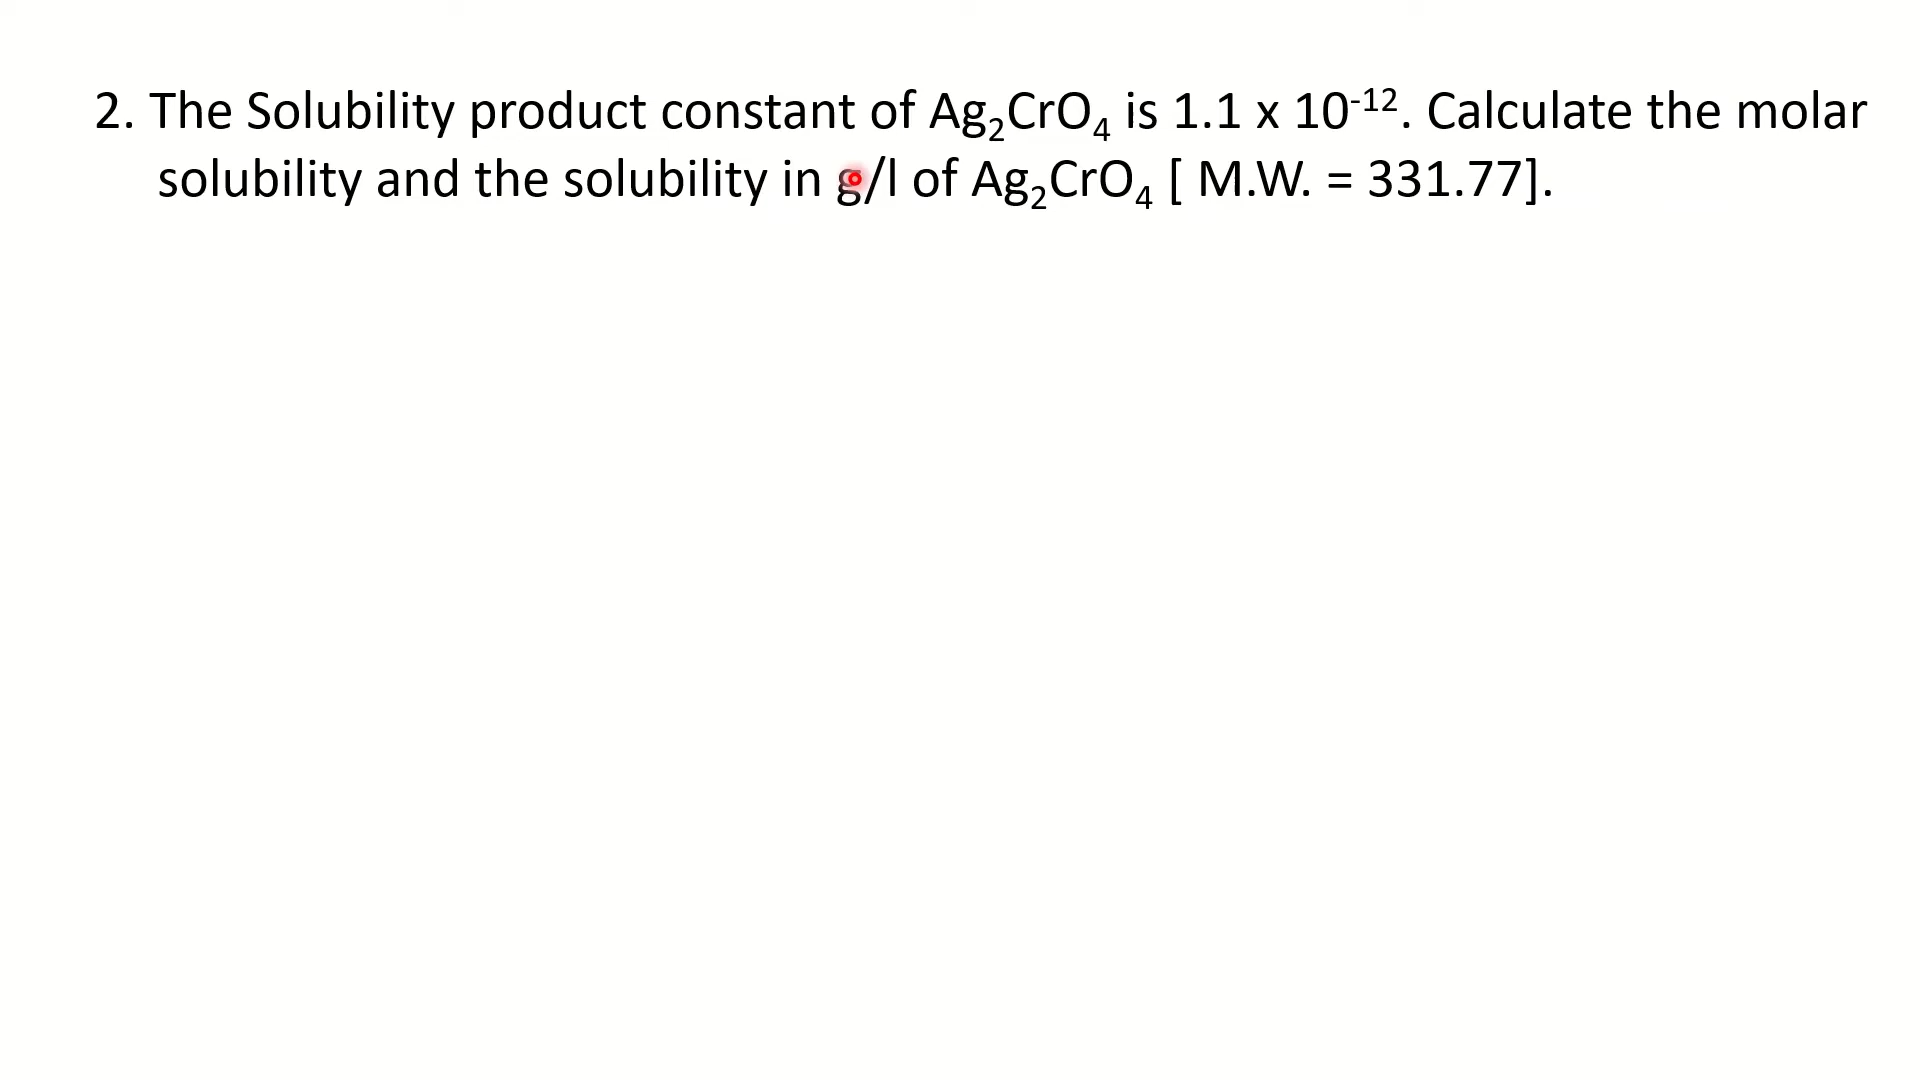 2. The Solubility product constant of Ag₂CrO₄ is 1.1 x 10⁻¹². Calculate the molar
solubility and the solubility in g/l of Ag₂CrO₄ [ M.W. = 331.77].